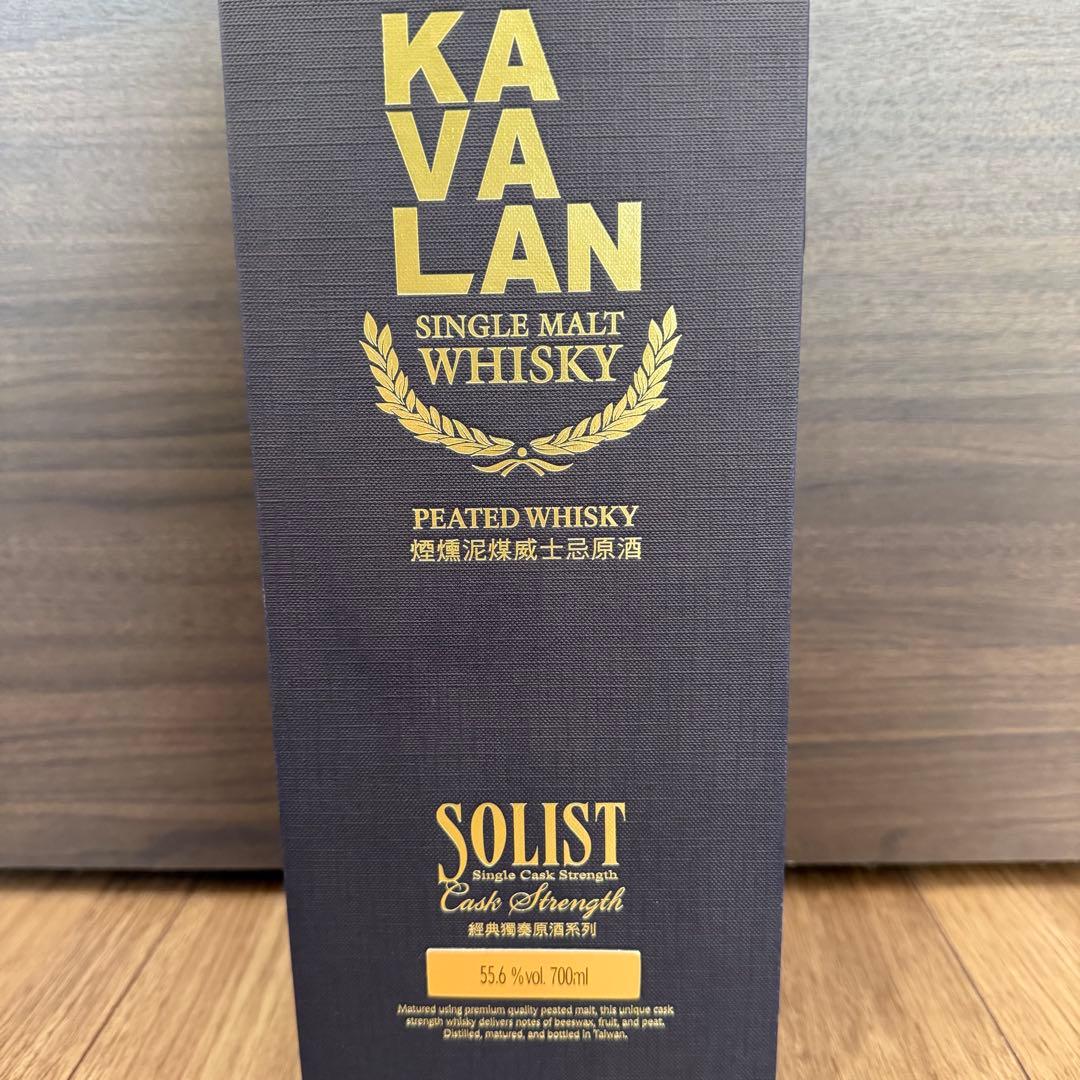 KA
VA
LAN
SINGLE MALT
WHISKY
PEATED WHISKY
煙燻泥煤威士忌原酒
SOLIST
Single Cask Strength
Cask Strength
經典獨奏原酒系列
55.6 %vol. 700ml
Matured using premium quality peated malt, this unique cask
strength whisky delivers notes of beeswax, fruit, and peat.
Distilled, matured, and bottled in Taiwan.